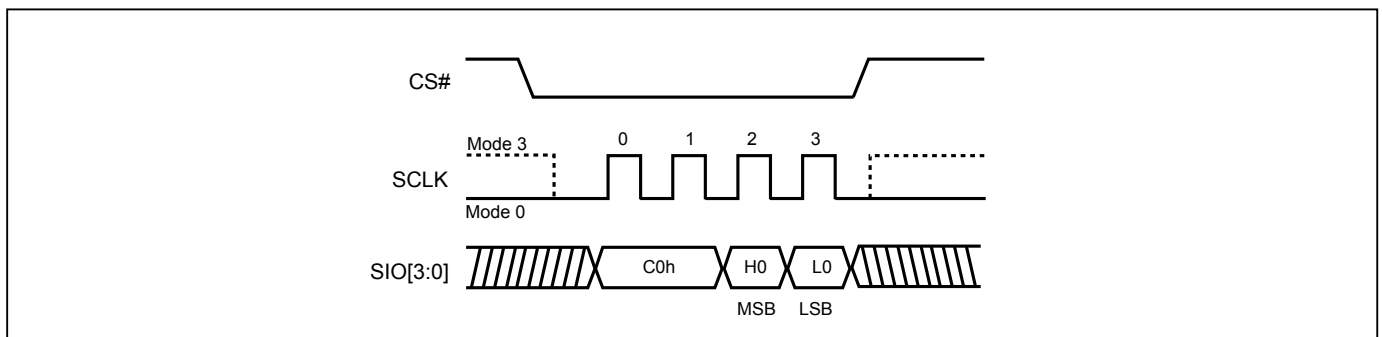 CS#
Mode 3 0 1 2 3
SCLK
Mode 0
SIO[3:0] C0h H0 L0
MSB LSB